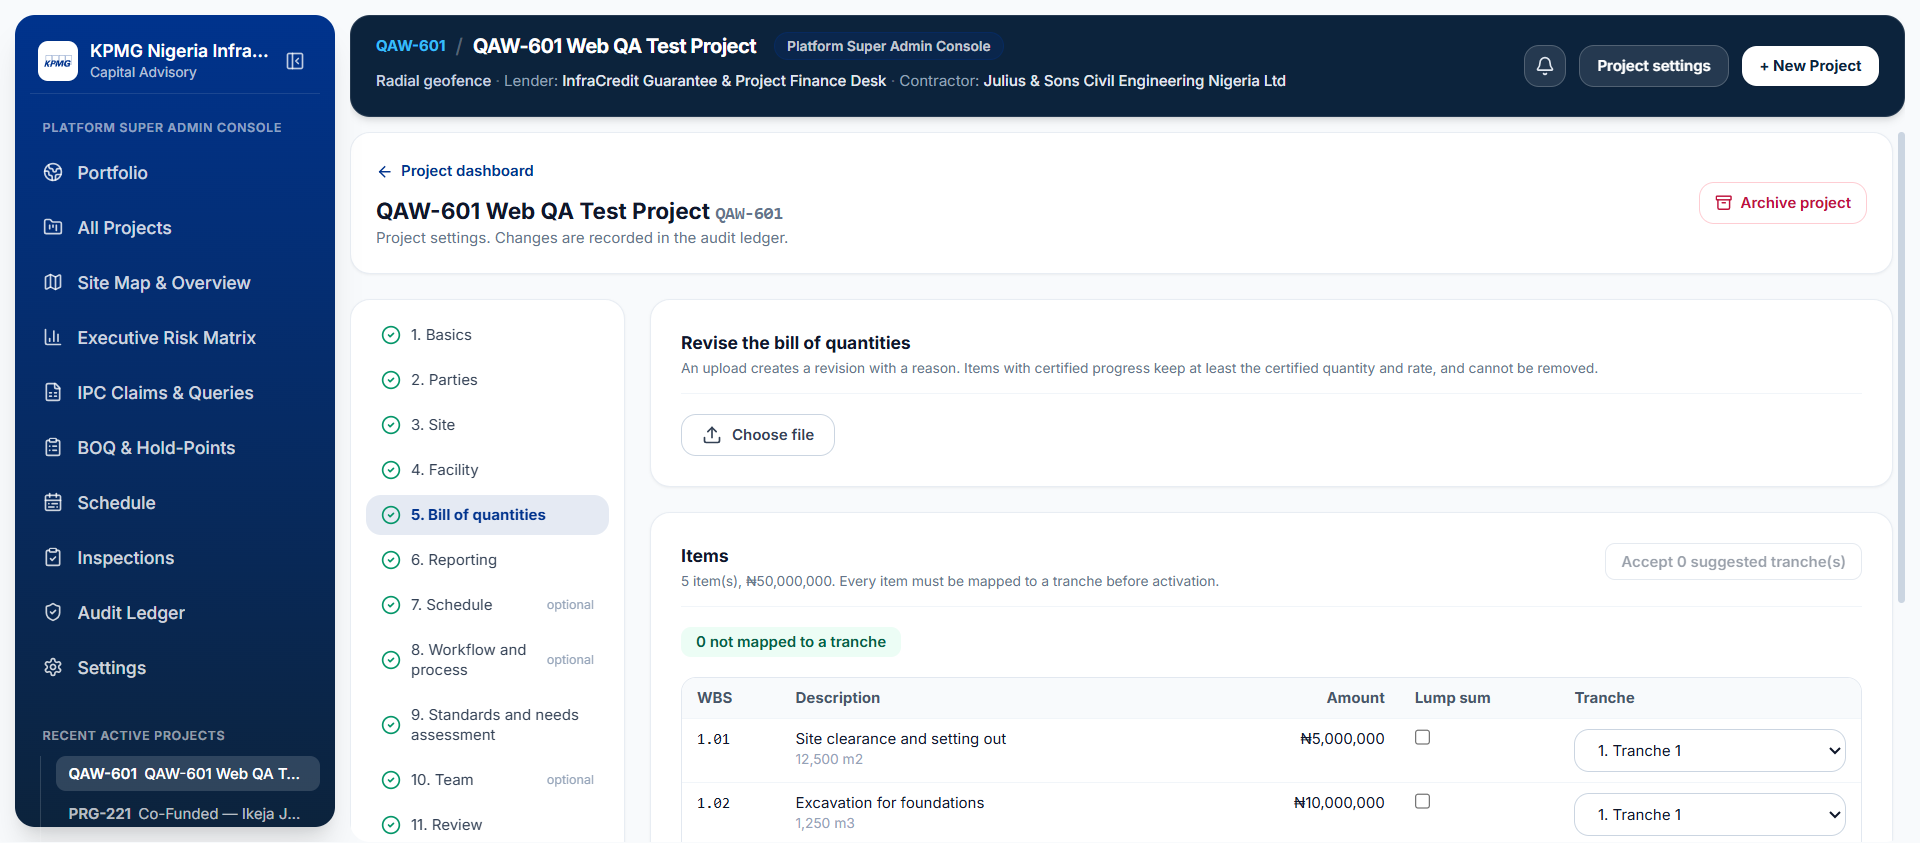 KPMG
KPMG Nigeria Infra...
Capital Advisory
PLATFORM SUPER ADMIN CONSOLE
Portfolio
All Projects
Site Map & Overview
Executive Risk Matrix
IPC Claims & Queries
BOQ & Hold-Points
Schedule
Inspections
Audit Ledger
Settings
RECENT ACTIVE PROJECTS
QAW-601 QAW-601 Web QA T...
PRG-221 Co-Funded — Ikeja J...
QAW-601 / QAW-601 Web QA Test Project Platform Super Admin Console
Radial geofence · Lender: InfraCredit Guarantee & Project Finance Desk · Contractor: Julius & Sons Civil Engineering Nigeria Ltd
Project settings
+ New Project
Project dashboard
QAW-601 Web QA Test Project QAW-601
Project settings. Changes are recorded in the audit ledger.
Archive project
1. Basics
2. Parties
3. Site
4. Facility
5. Bill of quantities
6. Reporting
7. Schedule optional
8. Workflow and
process optional
9. Standards and needs
assessment
10. Team optional
11. Review
Revise the bill of quantities
An upload creates a revision with a reason. Items with certified progress keep at least the certified quantity and rate, and cannot be removed.
Choose file
Items
5 item(s), ₦50,000,000. Every item must be mapped to a tranche before activation.
Accept 0 suggested tranche(s)
0 not mapped to a tranche
WBS Description Amount Lump sum Tranche
1.01 Site clearance and setting out ₦5,000,000 1. Tranche 1
12,500 m2
1.02 Excavation for foundations ₦10,000,000 1. Tranche 1
1,250 m3